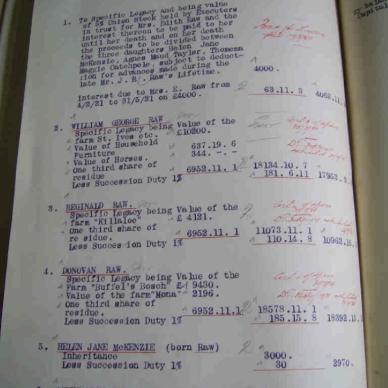 1. To Specific Legacy and being value
of 5% Union Stock held by Executors
in trust for Mrs. Edith Raw and the
interest thereon to be paid to her
until her death and on her death
the proceeds to be divided between
the three daughters Helen Jane
McKenzie, Agnes Maud Taylor, Thomena
Maggie Catchpole, subject to deduct-
ion for advances made during the
late Mr. J.R. Raw's Lifetime. 4000.
Interest due to Mrs. E. Raw from
4/2/21 to 31/5/21 on £4000. 63.11. 3
2. WILLIAM GEORGE RAW
Specific Legacy being Value of the
farm St. Ives etc. £10200.
Value of Household
Furniture 637.19. 6
Value of Horses. 344. -. -
One third share of
residue 6952.11. 1 18134.10. 7
Less Succession Duty 1% 181. 6.11
3. REGINALD RAW.
Specific Legacy being Value of the
farm "Killaloe" £ 4121.
One third share of
residue. 6952.11. 1 11073.11. 1
Less Succession Duty 1% 110.14. 8
4. DONOVAN RAW.
Specific Legacy being Value of the
Farm "Buffel's Bosch" £ 9430.
Value of the farm "Mona" 2196.
One third share of
residue. 6952.11.1 18578.11. 1
Less Succession Duty 1% 185.15. 8
5. HELEN JANE McKENZIE (born Raw)
Inheritance 3000.
Less Succession Duty 1% 30 2970.